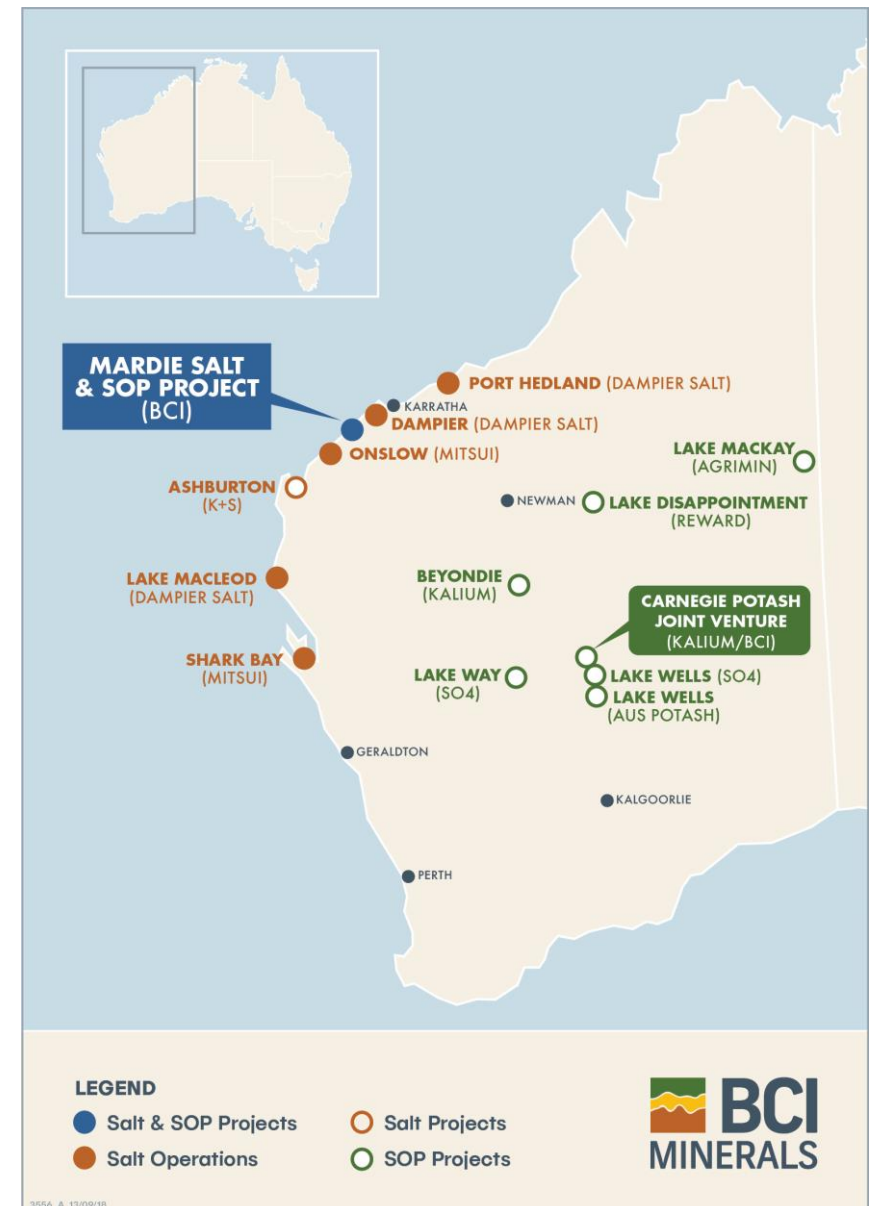 MARDIE SALT
& SOP PROJECT
(BCI)
PORT HEDLAND (DAMPIER SALT)
KARRATHA
DAMPIER (DAMPIER SALT)
ONSLOW (MITSUI)
LAKE MACKAY
(AGRIMIN)
ASHBURTON
(K+S)
NEWMAN
LAKE DISAPPOINTMENT
(REWARD)
LAKE MACLEOD
(DAMPIER SALT)
BEYONDIE
(KALIUM)
CARNEGIE POTASH
JOINT VENTURE
(KALIUM/BCI)
SHARK BAY
(MITSUI)
LAKE WAY
(SO4)
LAKE WELLS (SO4)
LAKE WELLS
(AUS POTASH)
GERALDTON
KALGOORLIE
PERTH
LEGEND
Salt & SOP Projects
Salt Operations
Salt Projects
SOP Projects
BCI
MINERALS